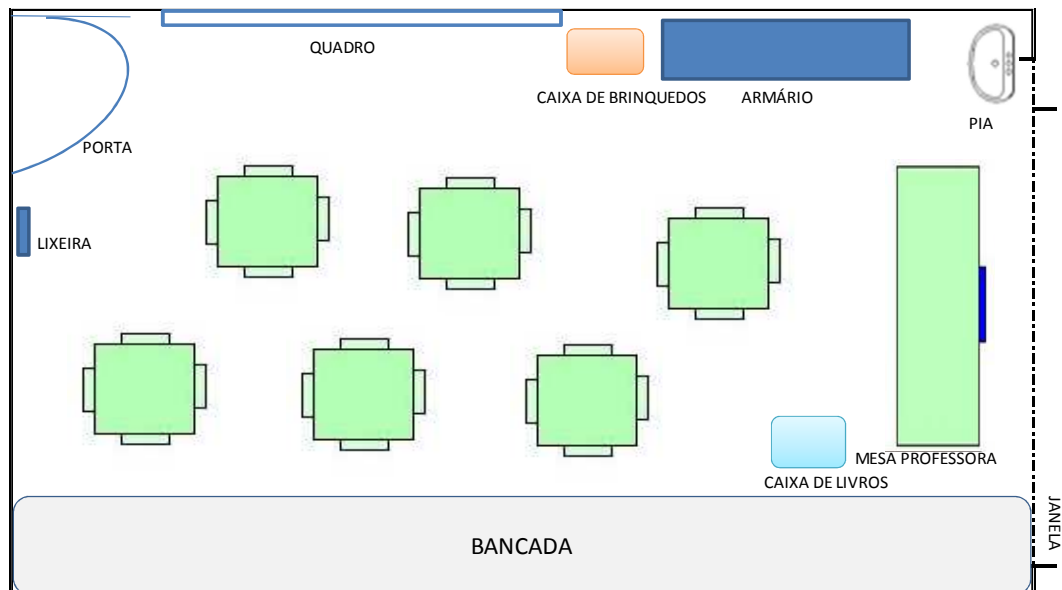 QUADRO
CAIXA DE BRINQUEDOS
ARMÁRIO
PIA
PORTA
LIXEIRA
MESA PROFESSORA
CAIXA DE LIVROS
JANELA
BANCADA